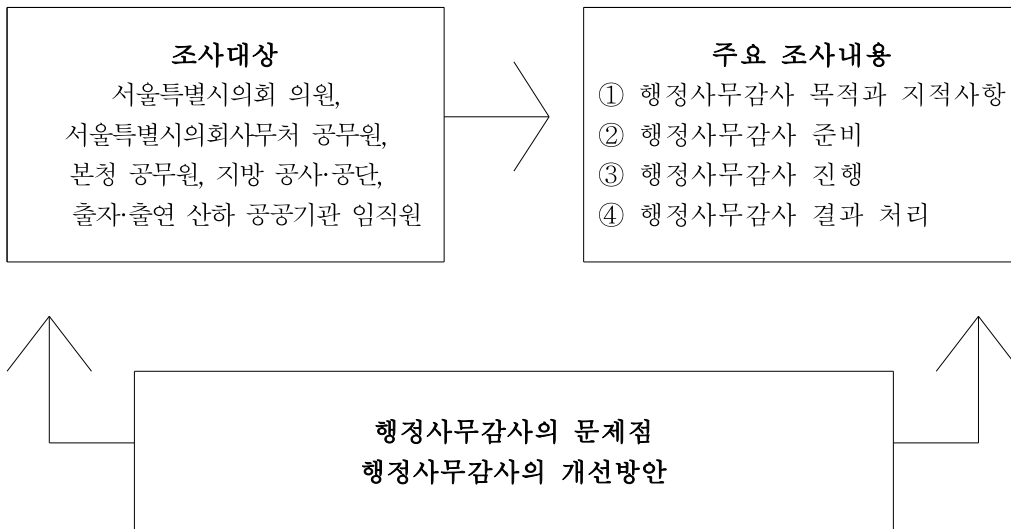 조사대상
서울특별시의회 의원,
서울특별시의회사무처 공무원,
본청 공무원, 지방 공사·공단,
출자·출연 산하 공공기관 임직원
주요 조사내용
① 행정사무감사 목적과 지적사항
② 행정사무감사 준비
③ 행정사무감사 진행
④ 행정사무감사 결과 처리
행정사무감사의 문제점
행정사무감사의 개선방안